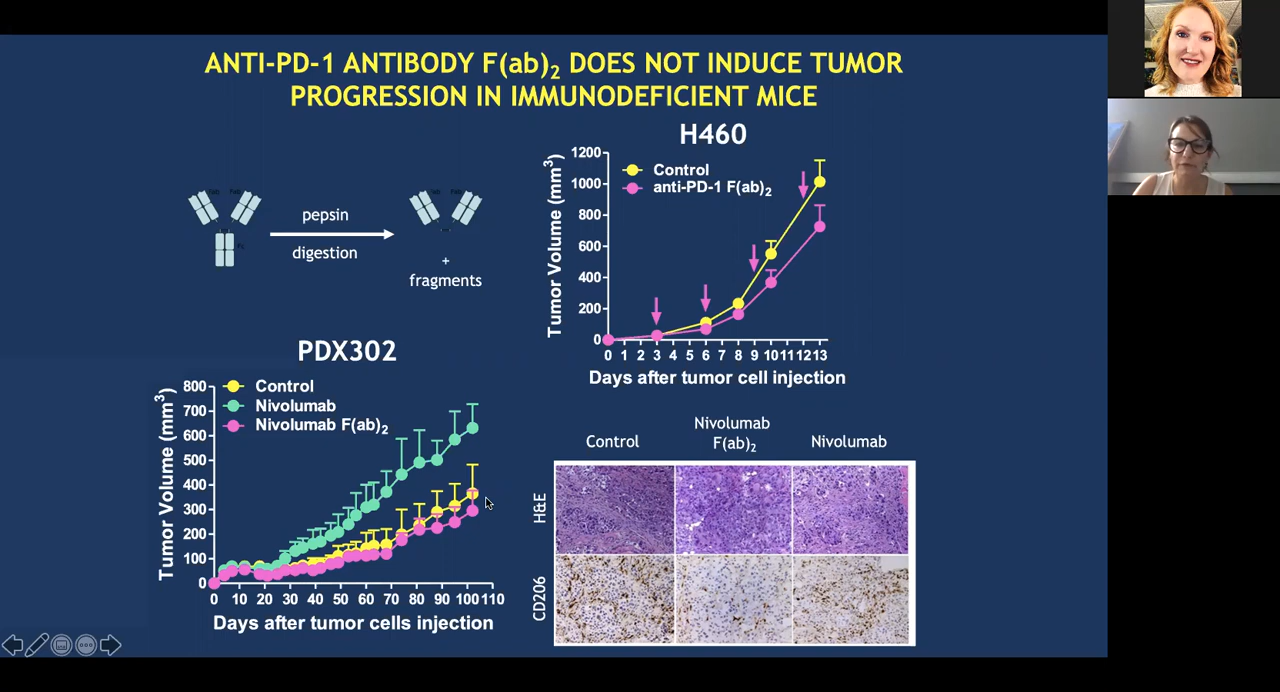 ANTI-PD-1 ANTIBODY F(ab)₂ DOES NOT INDUCE TUMOR
PROGRESSION IN IMMUNODEFICIENT MICE
pepsin
digestion
+
fragments
H460
Tumor Volume (mm³)
1200
1000
800
600
400
200
0
Control
anti-PD-1 F(ab)₂
0 1 2 3 4 5 6 7 8 9 10 11 12 13
Days after tumor cell injection
PDX302
Tumor Volume (mm³)
800
700
600
500
400
300
200
100
0
Control
Nivolumab
Nivolumab F(ab)₂
0 10 20 30 40 50 60 70 80 90 100 110
Days after tumor cells injection
Control
Nivolumab
F(ab)₂
Nivolumab
H&E
CD206